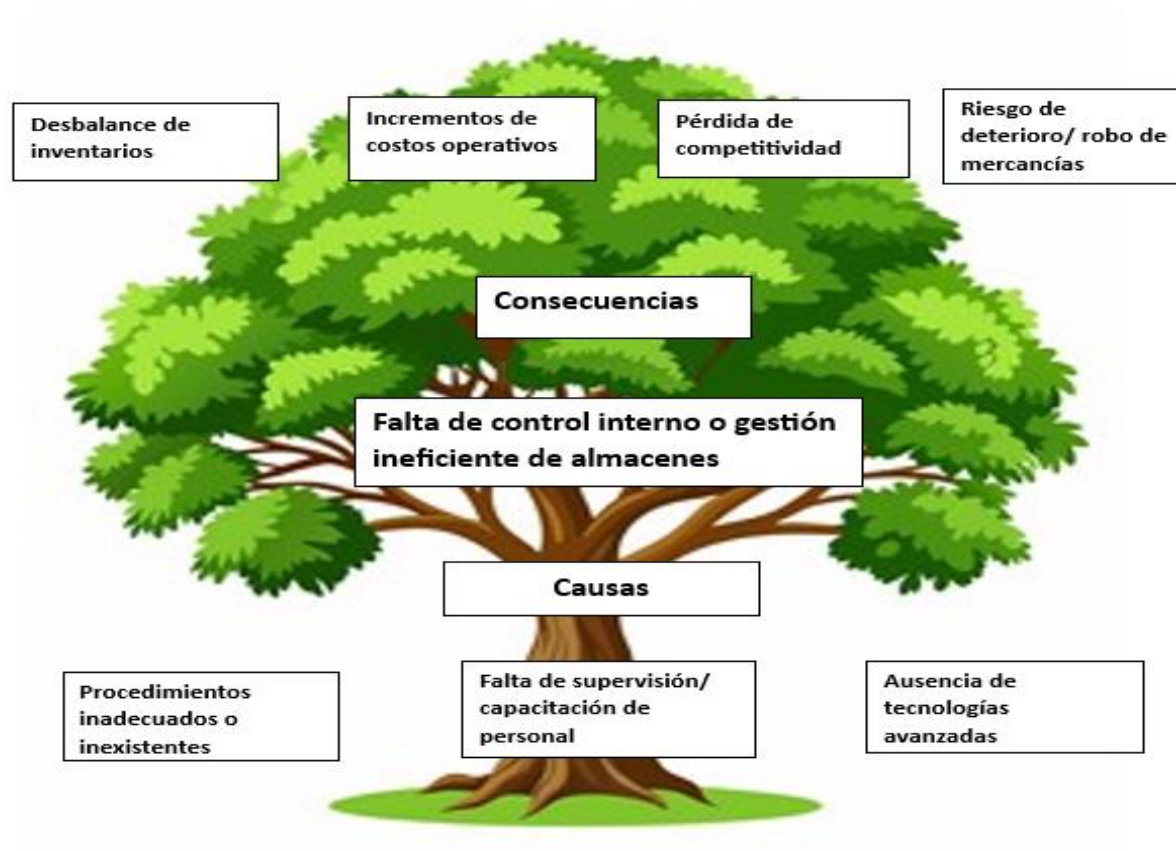 Desbalance de
inventarios
Incrementos de
costos operativos
Pérdida de
competitividad
Riesgo de
deterioro/ robo de
mercancías
Consecuencias
Falta de control interno o gestión
ineficiente de almacenes
Causas
Procedimientos
inadecuados o
inexistentes
Falta de supervisión/
capacitación de
personal
Ausencia de
tecnologías
avanzadas